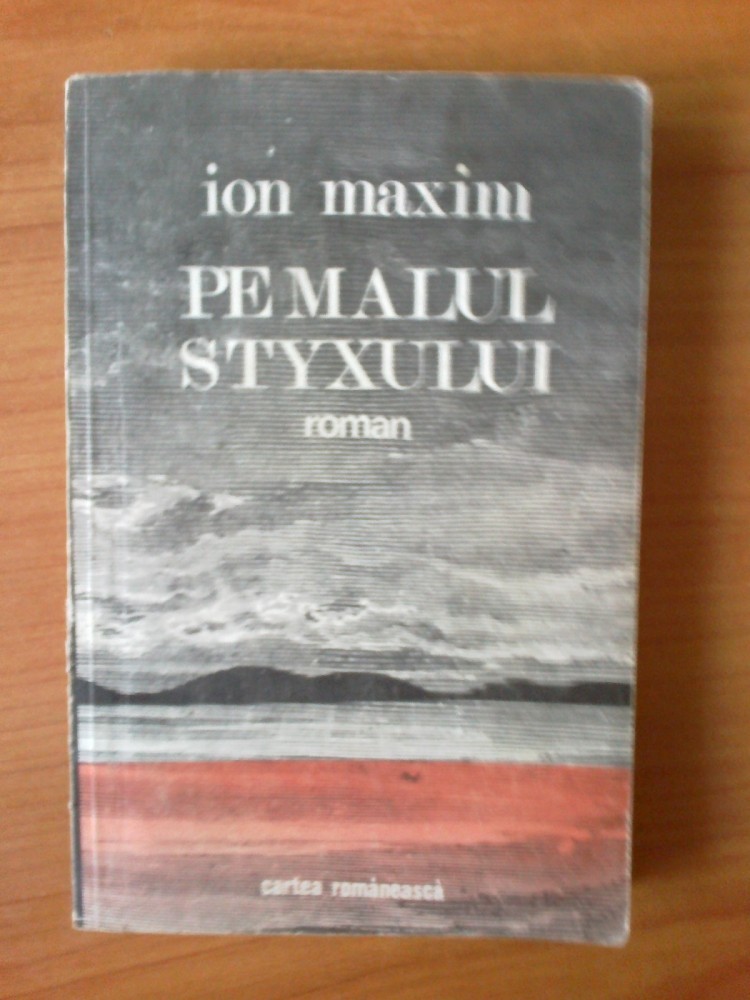 ion maxim
PE MALUL
STYXULUI
roman
cartea românească